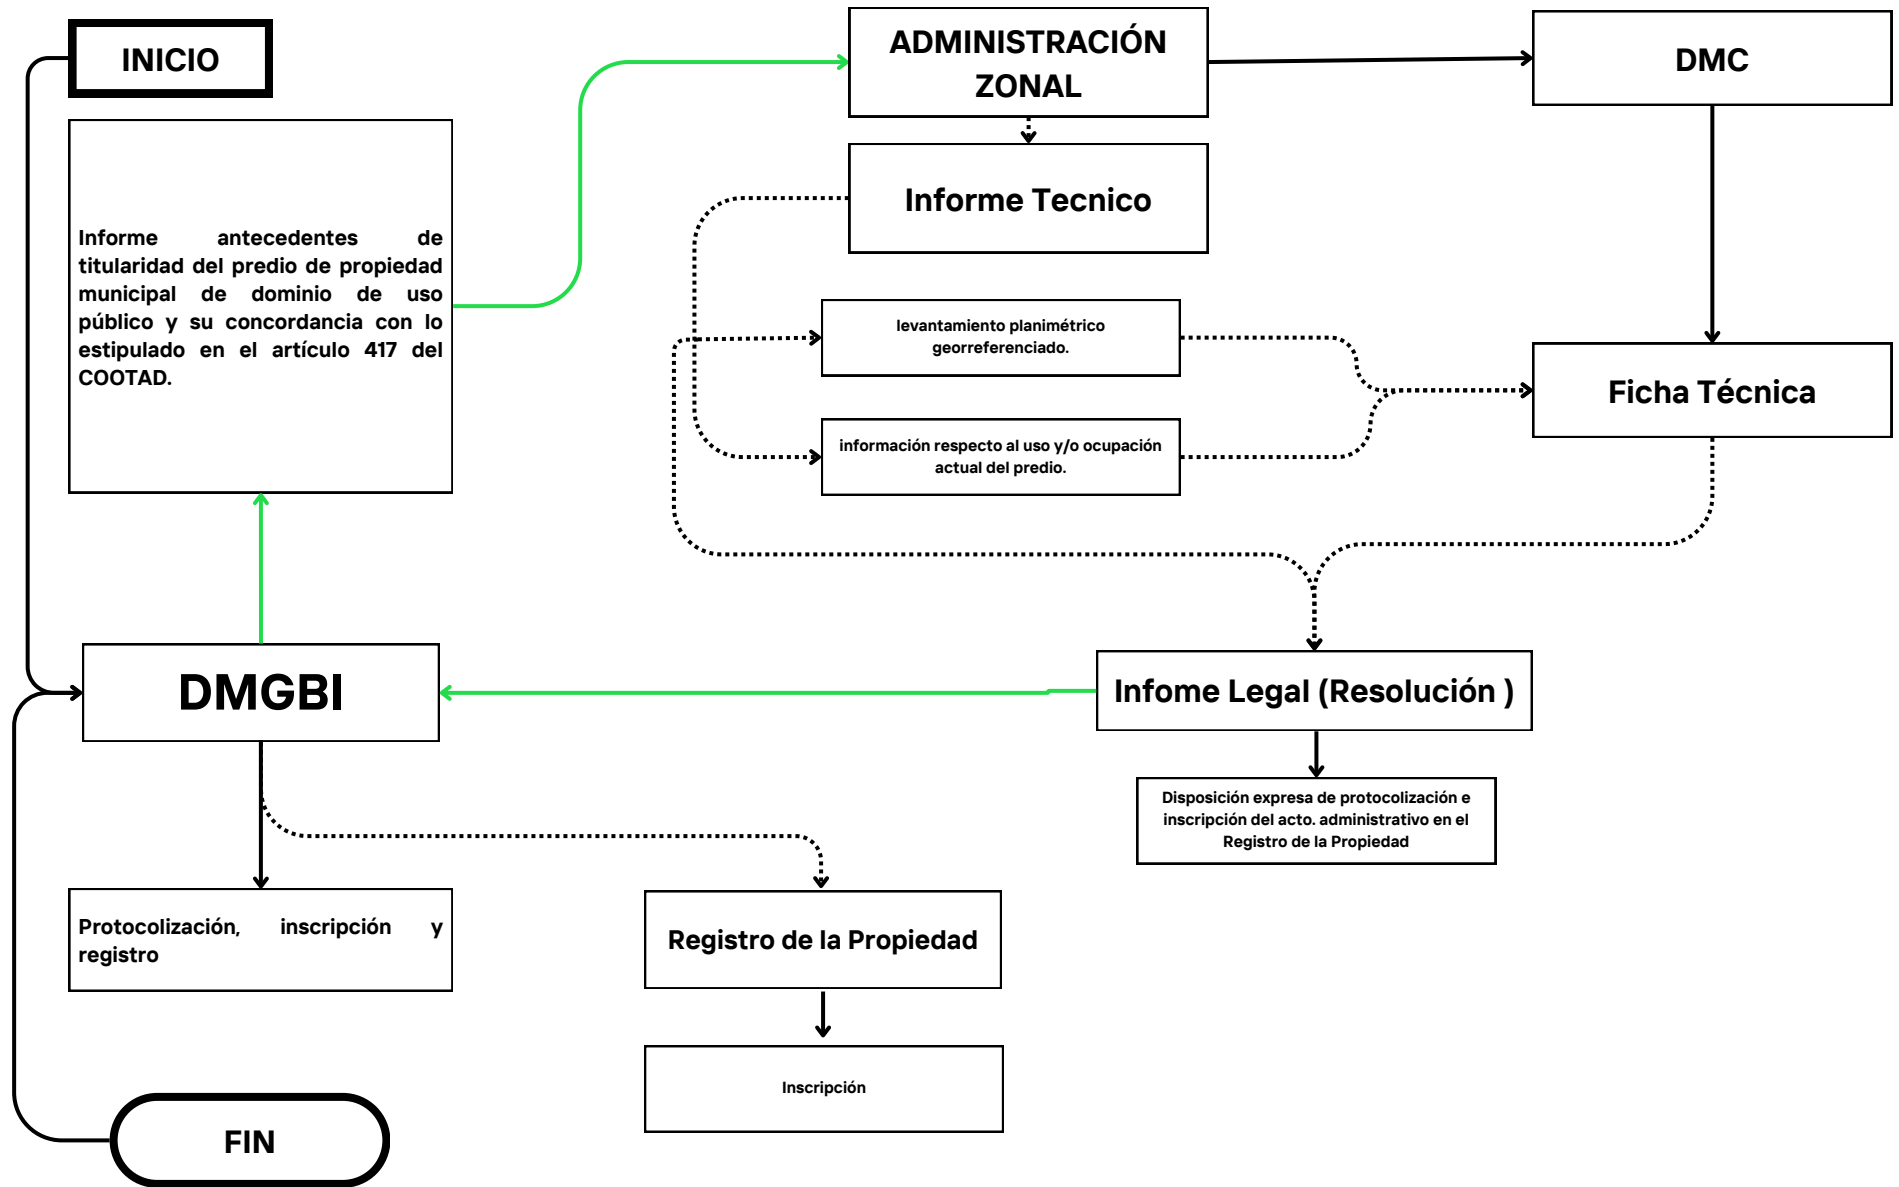 INICIO
ADMINISTRACIÓN
ZONAL
DMC
Informe Tecnico
Informe antecedentes de
titularidad del predio de propiedad
municipal de dominio de uso
público y su concordancia con lo
estipulado en el artículo 417 del
COOTAD.
levantamiento planimétrico
georreferenciado.
Ficha Técnica
información respecto al uso y/o ocupación
actual del predio.
DMGBI
Infome Legal (Resolución )
Disposición expresa de protocolización e
inscripción del acto. administrativo en el
Registro de la Propiedad
Protocolización, inscripción y
registro
Registro de la Propiedad
Inscripción
FIN